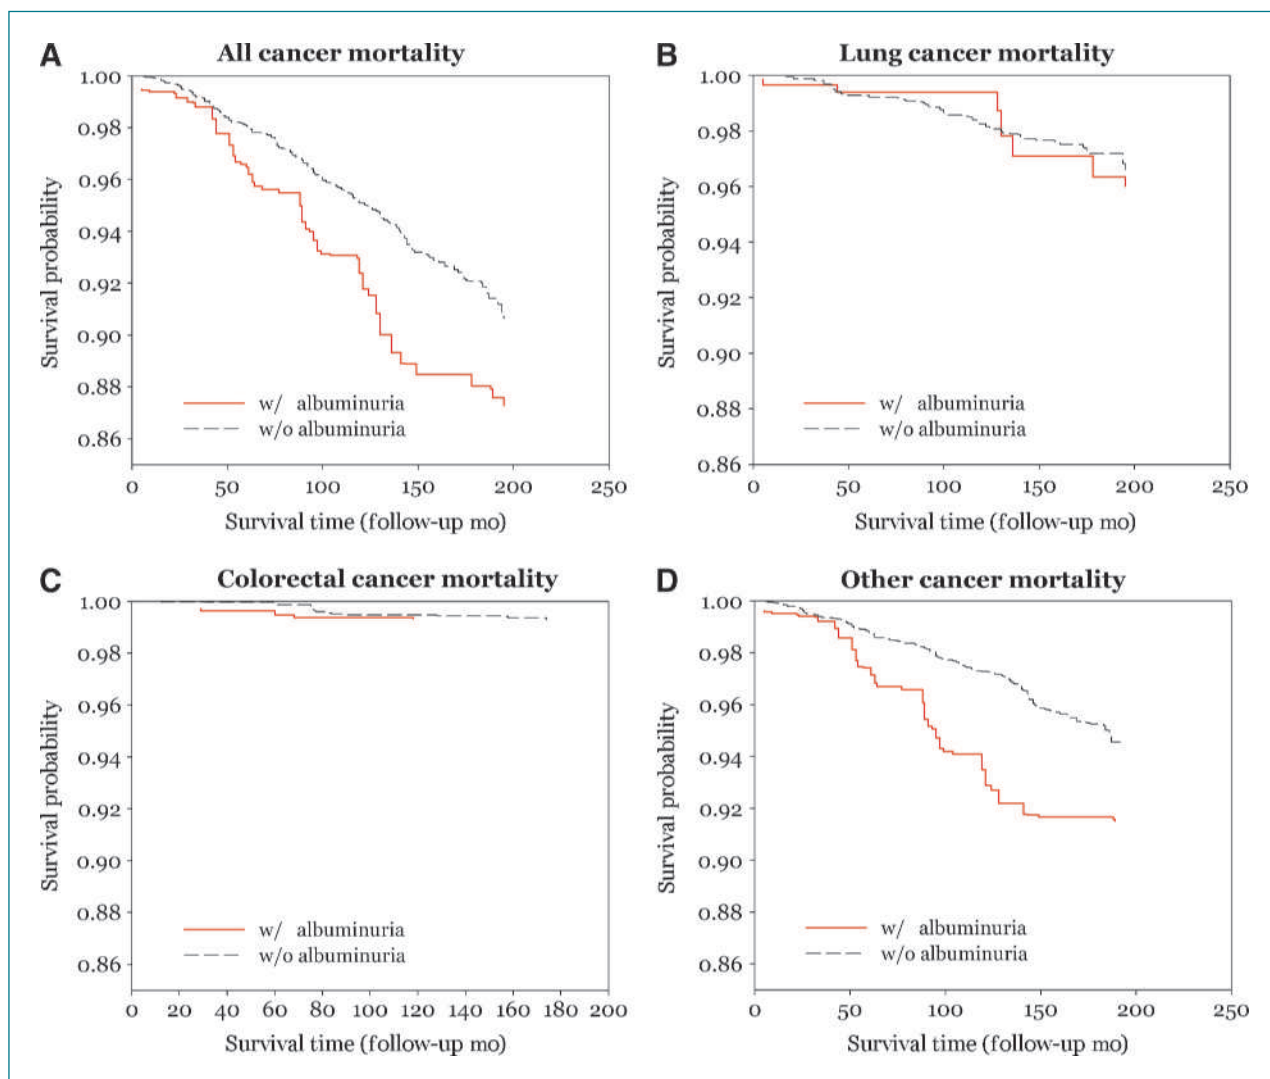 A All cancer mortality
1.00
0.98
0.96
0.94
0.92
0.90
0.88
0.86
Survival probability
w/ albuminuria
w/o albuminuria
0 50 100 150 200 250
Survival time (follow-up mo)
B Lung cancer mortality
1.00
0.98
0.96
0.94
0.92
0.90
0.88
0.86
Survival probability
w/ albuminuria
w/o albuminuria
0 50 100 150 200 250
Survival time (follow-up mo)
C Colorectal cancer mortality
1.00
0.98
0.96
0.94
0.92
0.90
0.88
0.86
Survival probability
w/ albuminuria
w/o albuminuria
0 20 40 60 80 100 120 140 160 180 200
Survival time (follow-up mo)
D Other cancer mortality
1.00
0.98
0.96
0.94
0.92
0.90
0.88
0.86
Survival probability
w/ albuminuria
w/o albuminuria
50 100 150 200 250
Survival time (follow-up mo)